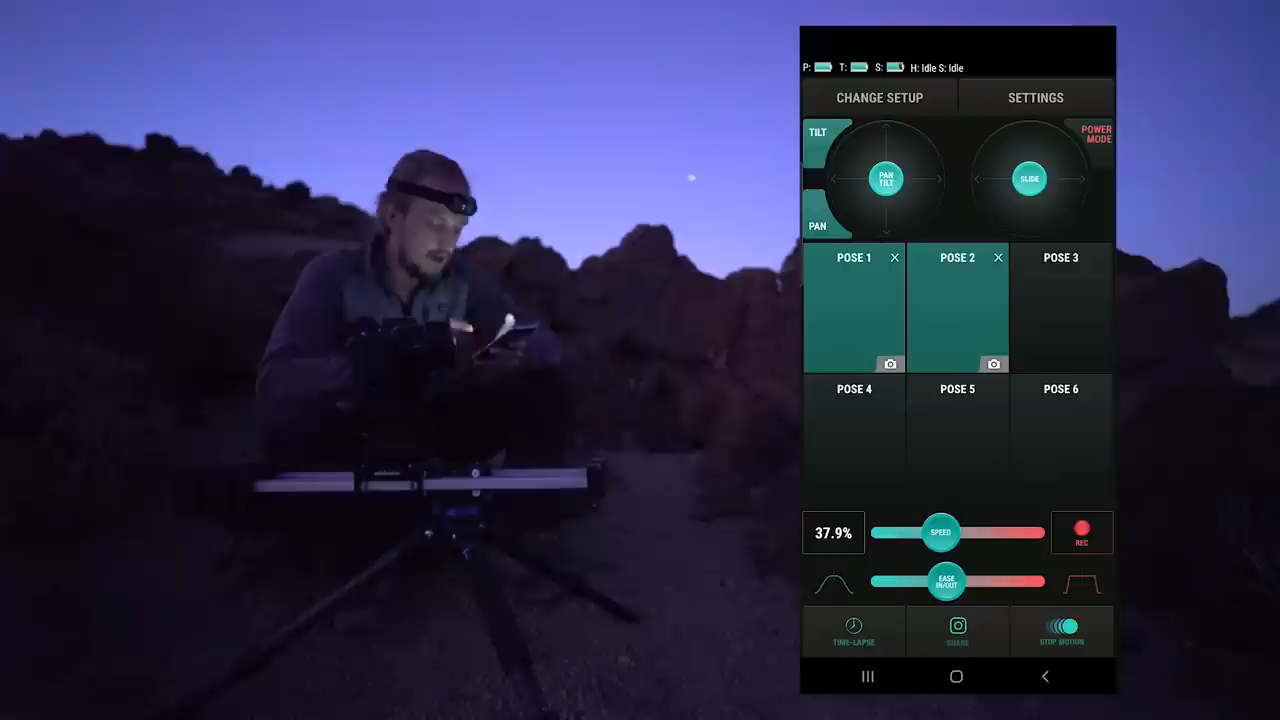 P: T: S: H: Idle S: Idle
CHANGE SETUP SETTINGS
TILT
POWER
MODE
PAN
TILT
SLIDE
PAN
POSE 1 X POSE 2 X POSE 3
POSE 4 POSE 5 POSE 6
37.9% SPEED REC
EASE
IN/OUT
TIME-LAPSE SHARE STOP MOTION